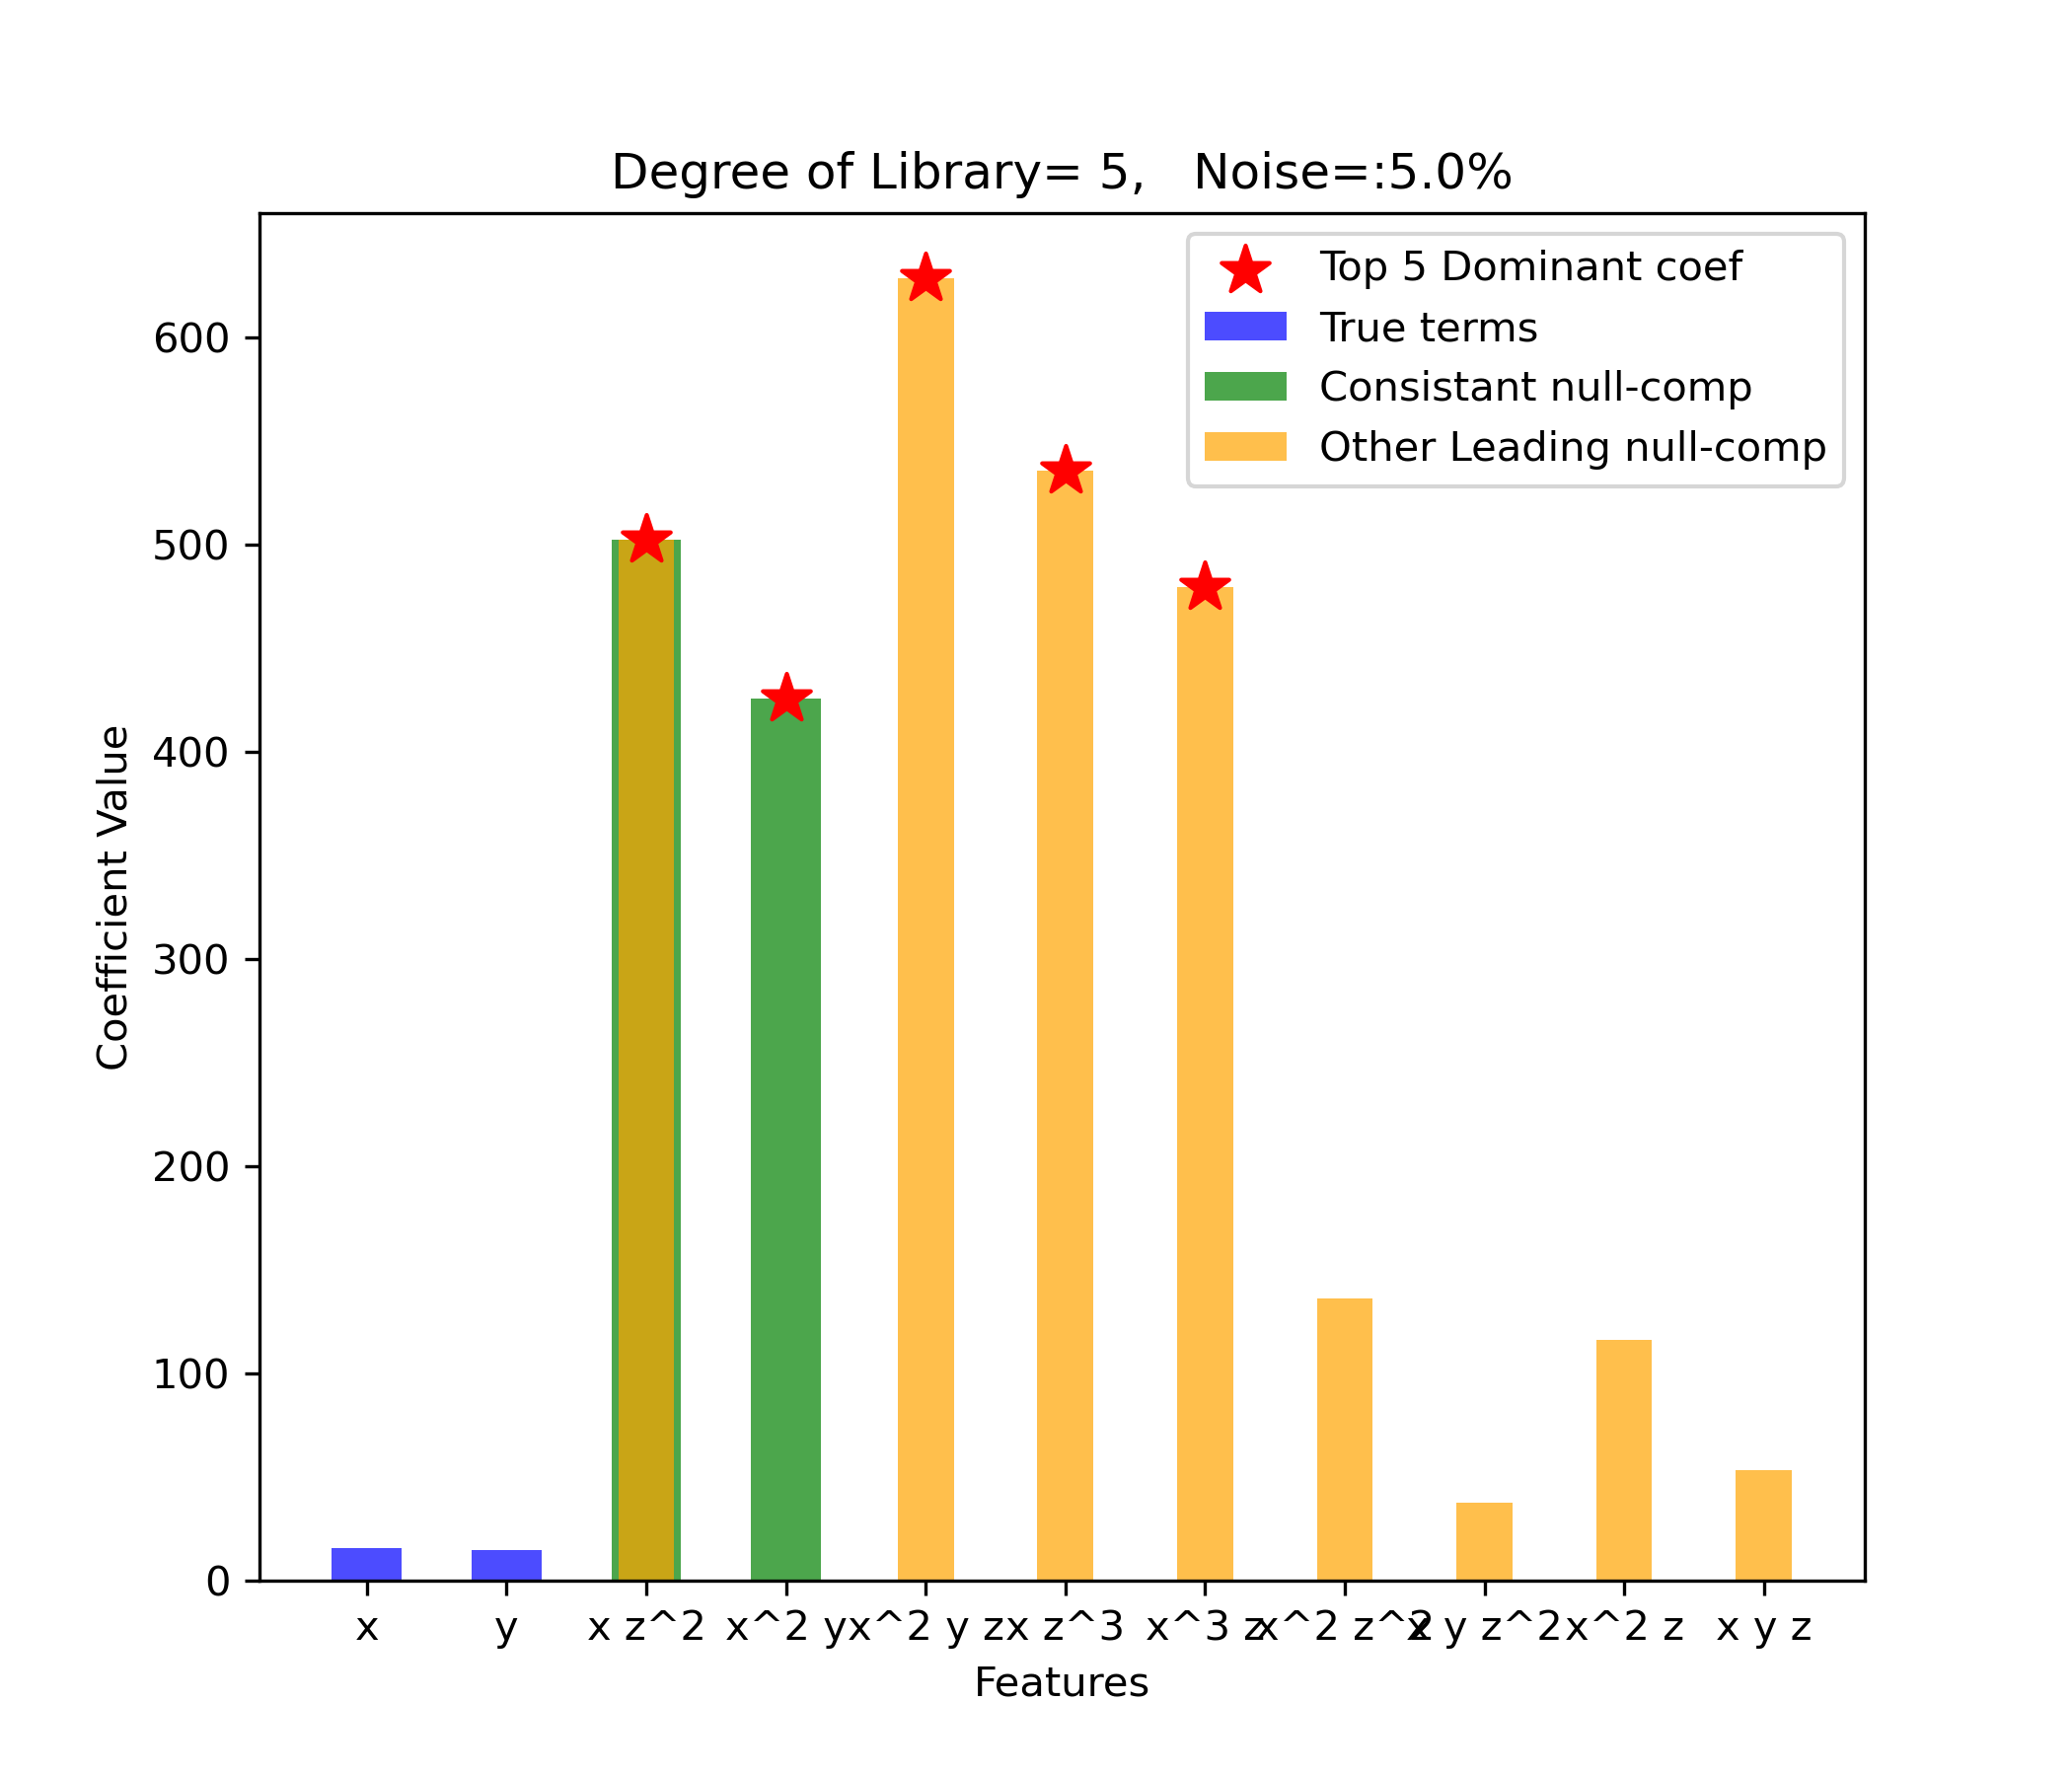 Degree of Library= 5,   Noise=:5.0%
Top 5 Dominant coef
True terms
Consistant null-comp
Other Leading null-comp
600
500
400
300
200
100
0
Coefficient Value
x y x z^2 x^2 y x^2 y z x z^3 x^3 z x^2 z^2 x y z^2 x^2 z x y z
Features